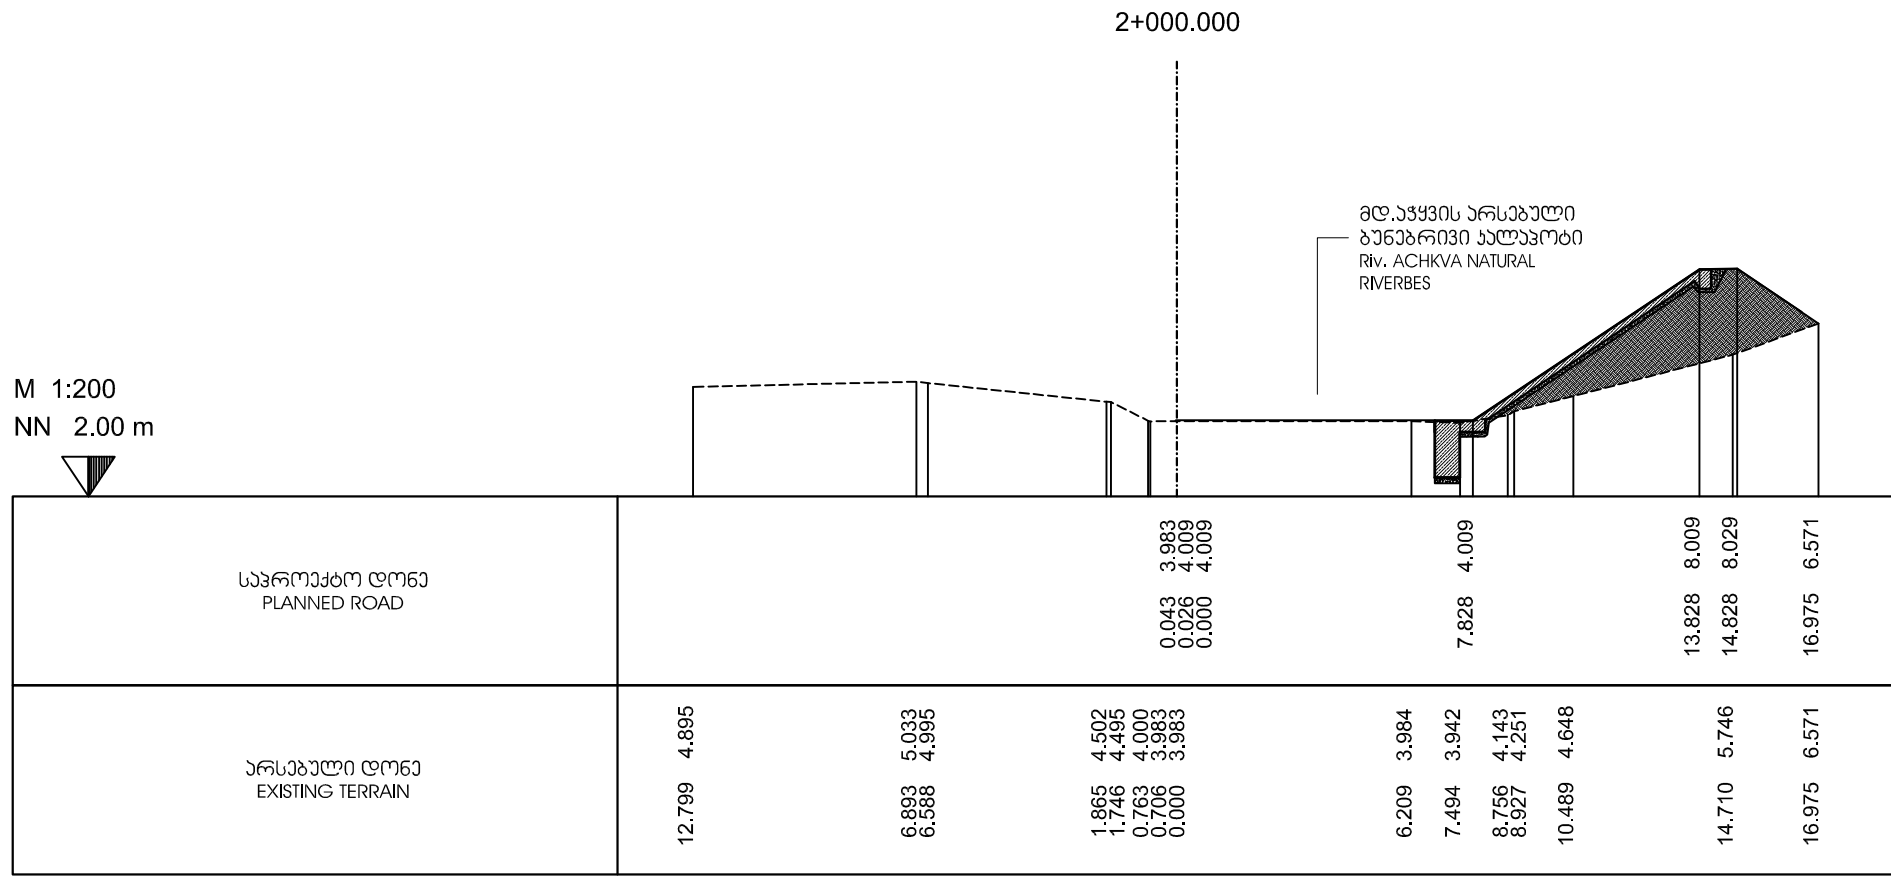 2+000.000
მდ.აჭყვის არსებული
ბუნებრივი კალაპოტი
Riv. ACHKVA NATURAL
RIVERBES
M 1:200
NN 2.00 m
საპროექტო დონე
PLANNED ROAD
3.983 4.009 4.009 4.009 8.009 8.029 6.571
0.043 0.026 0.000 7.828 13.828 14.828 16.975
არსებული დონე
EXISTING TERRAIN
4.895 5.033 4.995 4.502 4.495 4.000 3.983 3.983 3.984 3.942 4.143 4.251 4.648 5.746 6.571
12.799 6.893 6.588 1.865 1.746 0.763 0.706 0.000 6.209 7.494 8.756 8.927 10.489 14.710 16.975